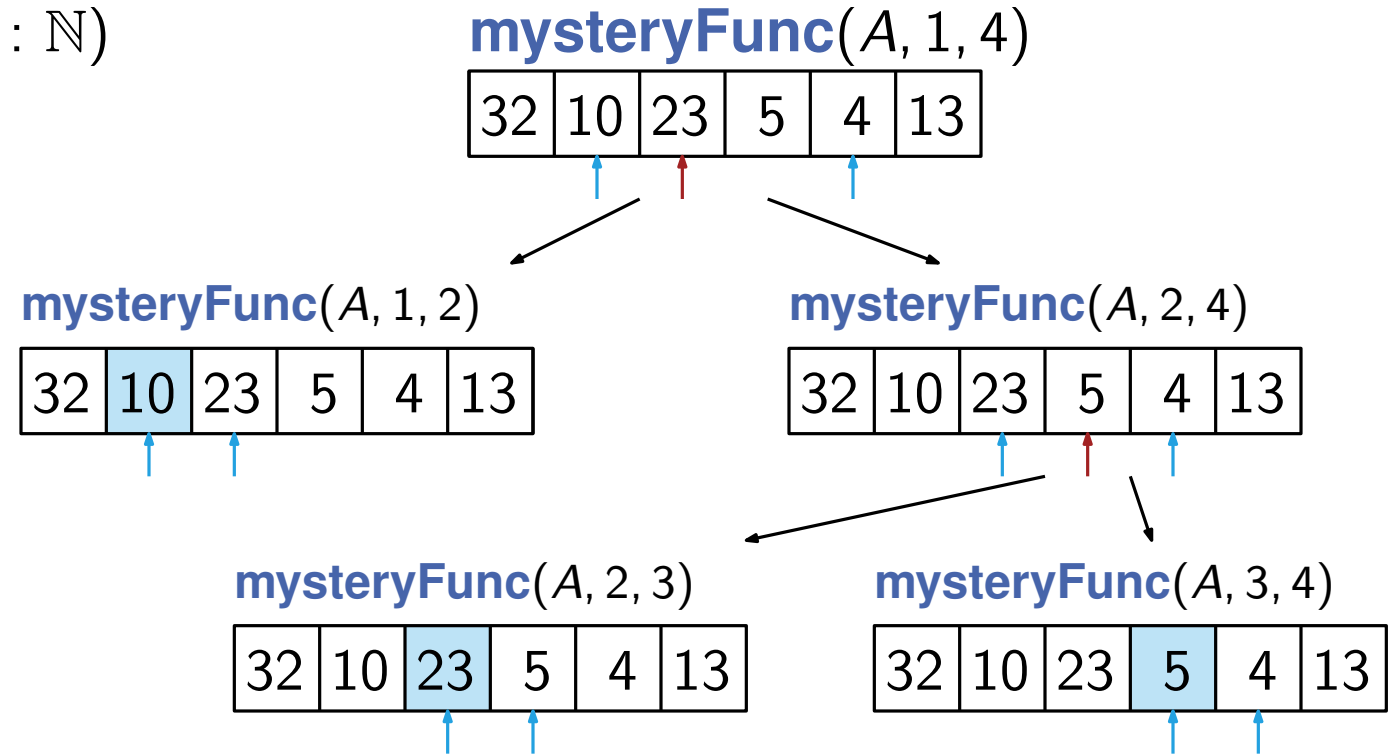 : ℕ)
mysteryFunc(A, 1, 4)
32 10 23 5 4 13
mysteryFunc(A, 1, 2)
mysteryFunc(A, 2, 4)
32 10 23 5 4 13
32 10 23 5 4 13
mysteryFunc(A, 2, 3)
mysteryFunc(A, 3, 4)
32 10 23 5 4 13
32 10 23 5 4 13